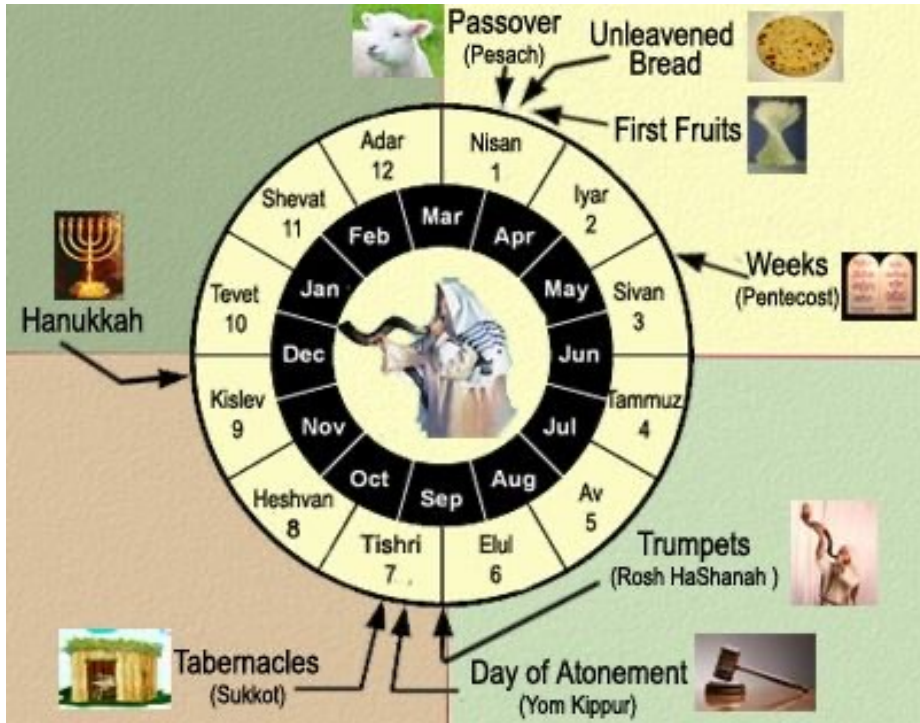 Passover
(Pesach)
Unleavened
Bread
First Fruits
Weeks
(Pentecost)
Hanukkah
Trumpets
(Rosh HaShanah )
Day of Atonement
(Yom Kippur)
Tabernacles
(Sukkot)
Nisan
1
Iyar
2
Sivan
3
Tammuz
4
Av
5
Elul
6
Tishri
7
Heshvan
8
Kislev
9
Tevet
10
Shevat
11
Adar
12
Mar
Apr
May
Jun
Jul
Aug
Sep
Oct
Nov
Dec
Jan
Feb